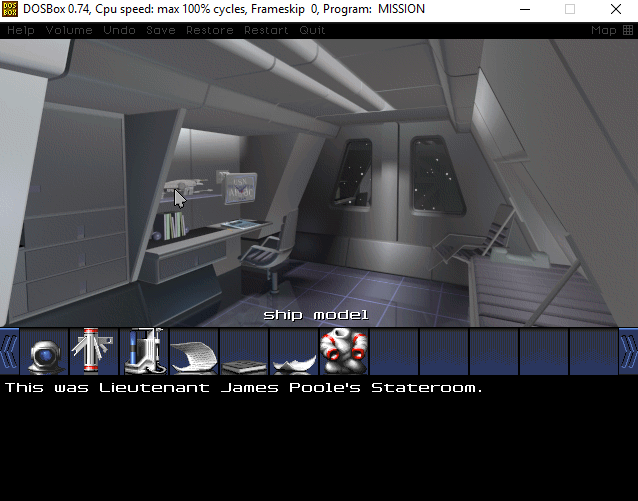 DOSBox 0.74, Cpu speed: max 100% cycles, Frameskip 0, Program: MISSION
Help Volume Undo Save Restore Restart Quit Map
ship model
This was Lieutenant James Poole's Stateroom.